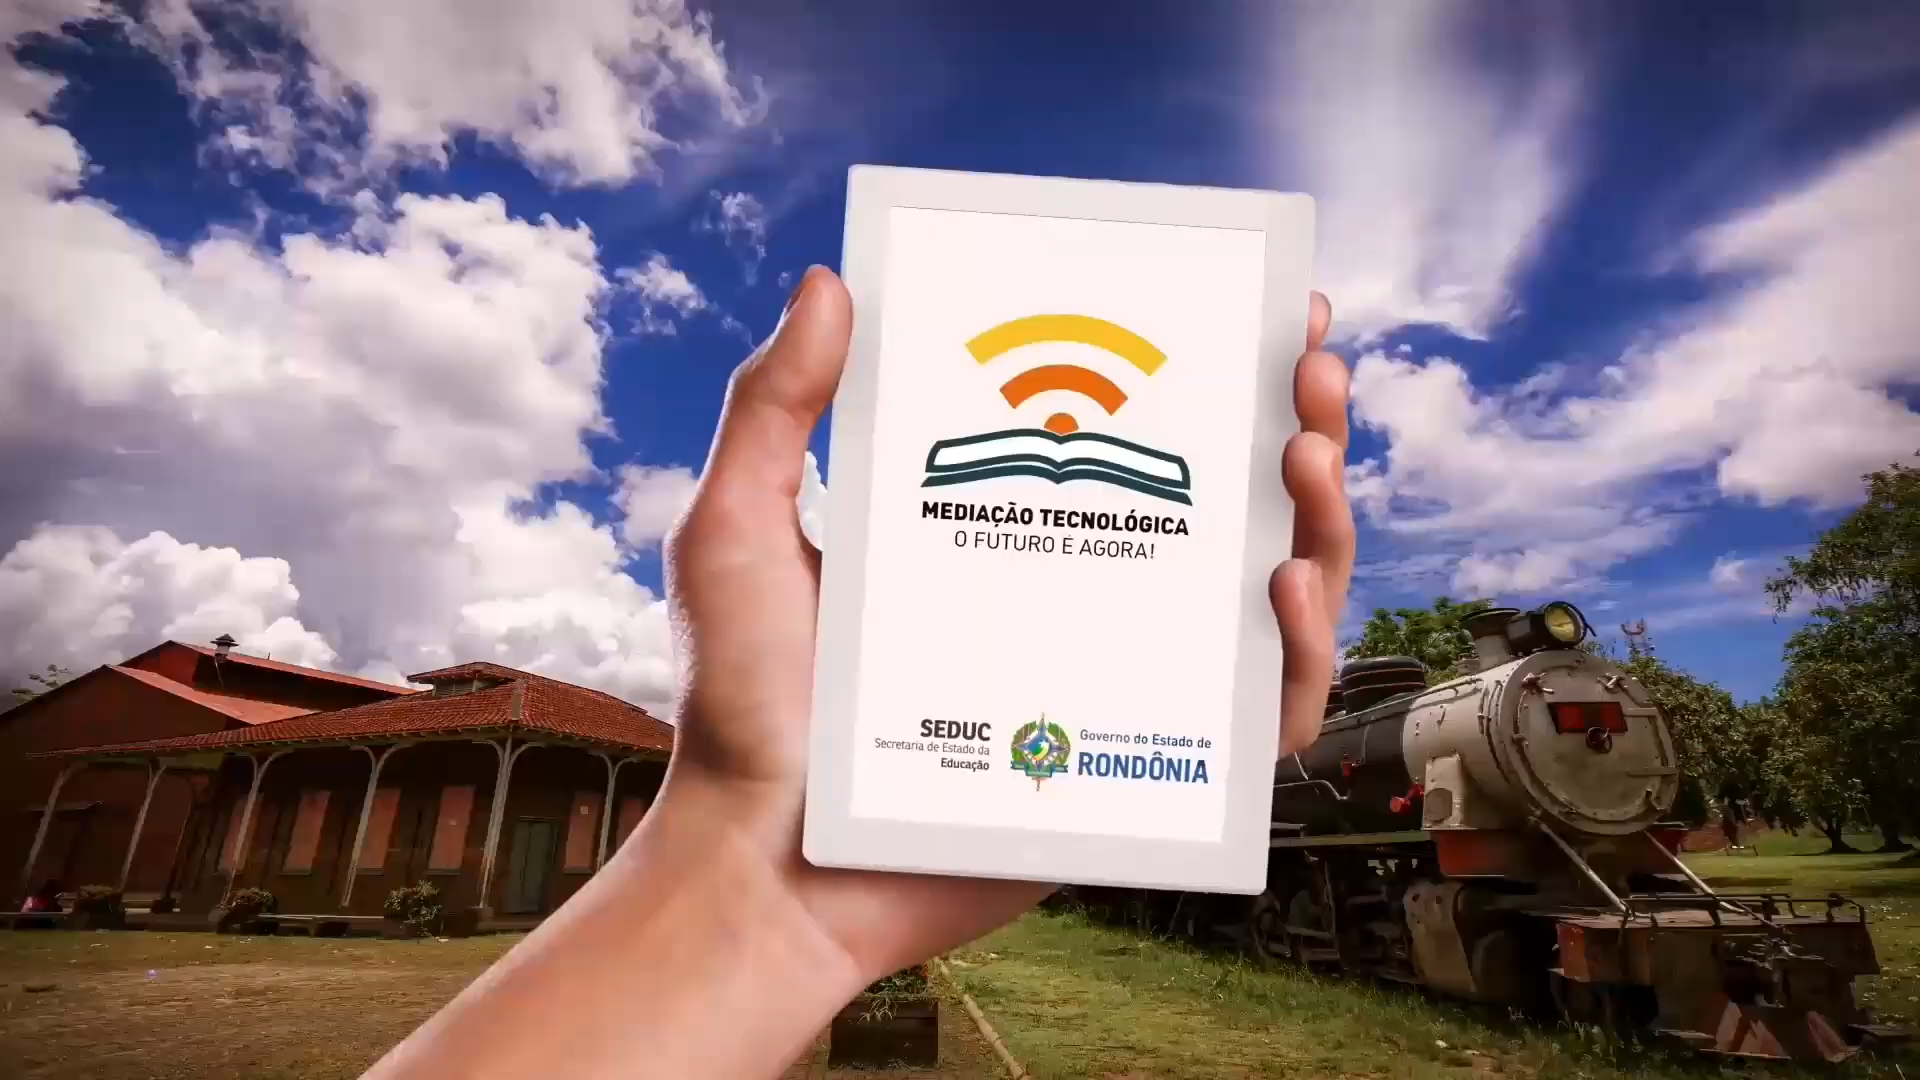 MEDIAÇÃO TECNOLÓGICA
O FUTURO É AGORA!
SEDUC
Secretaria de Estado da
Educação
Governo do Estado de
RONDÔNIA